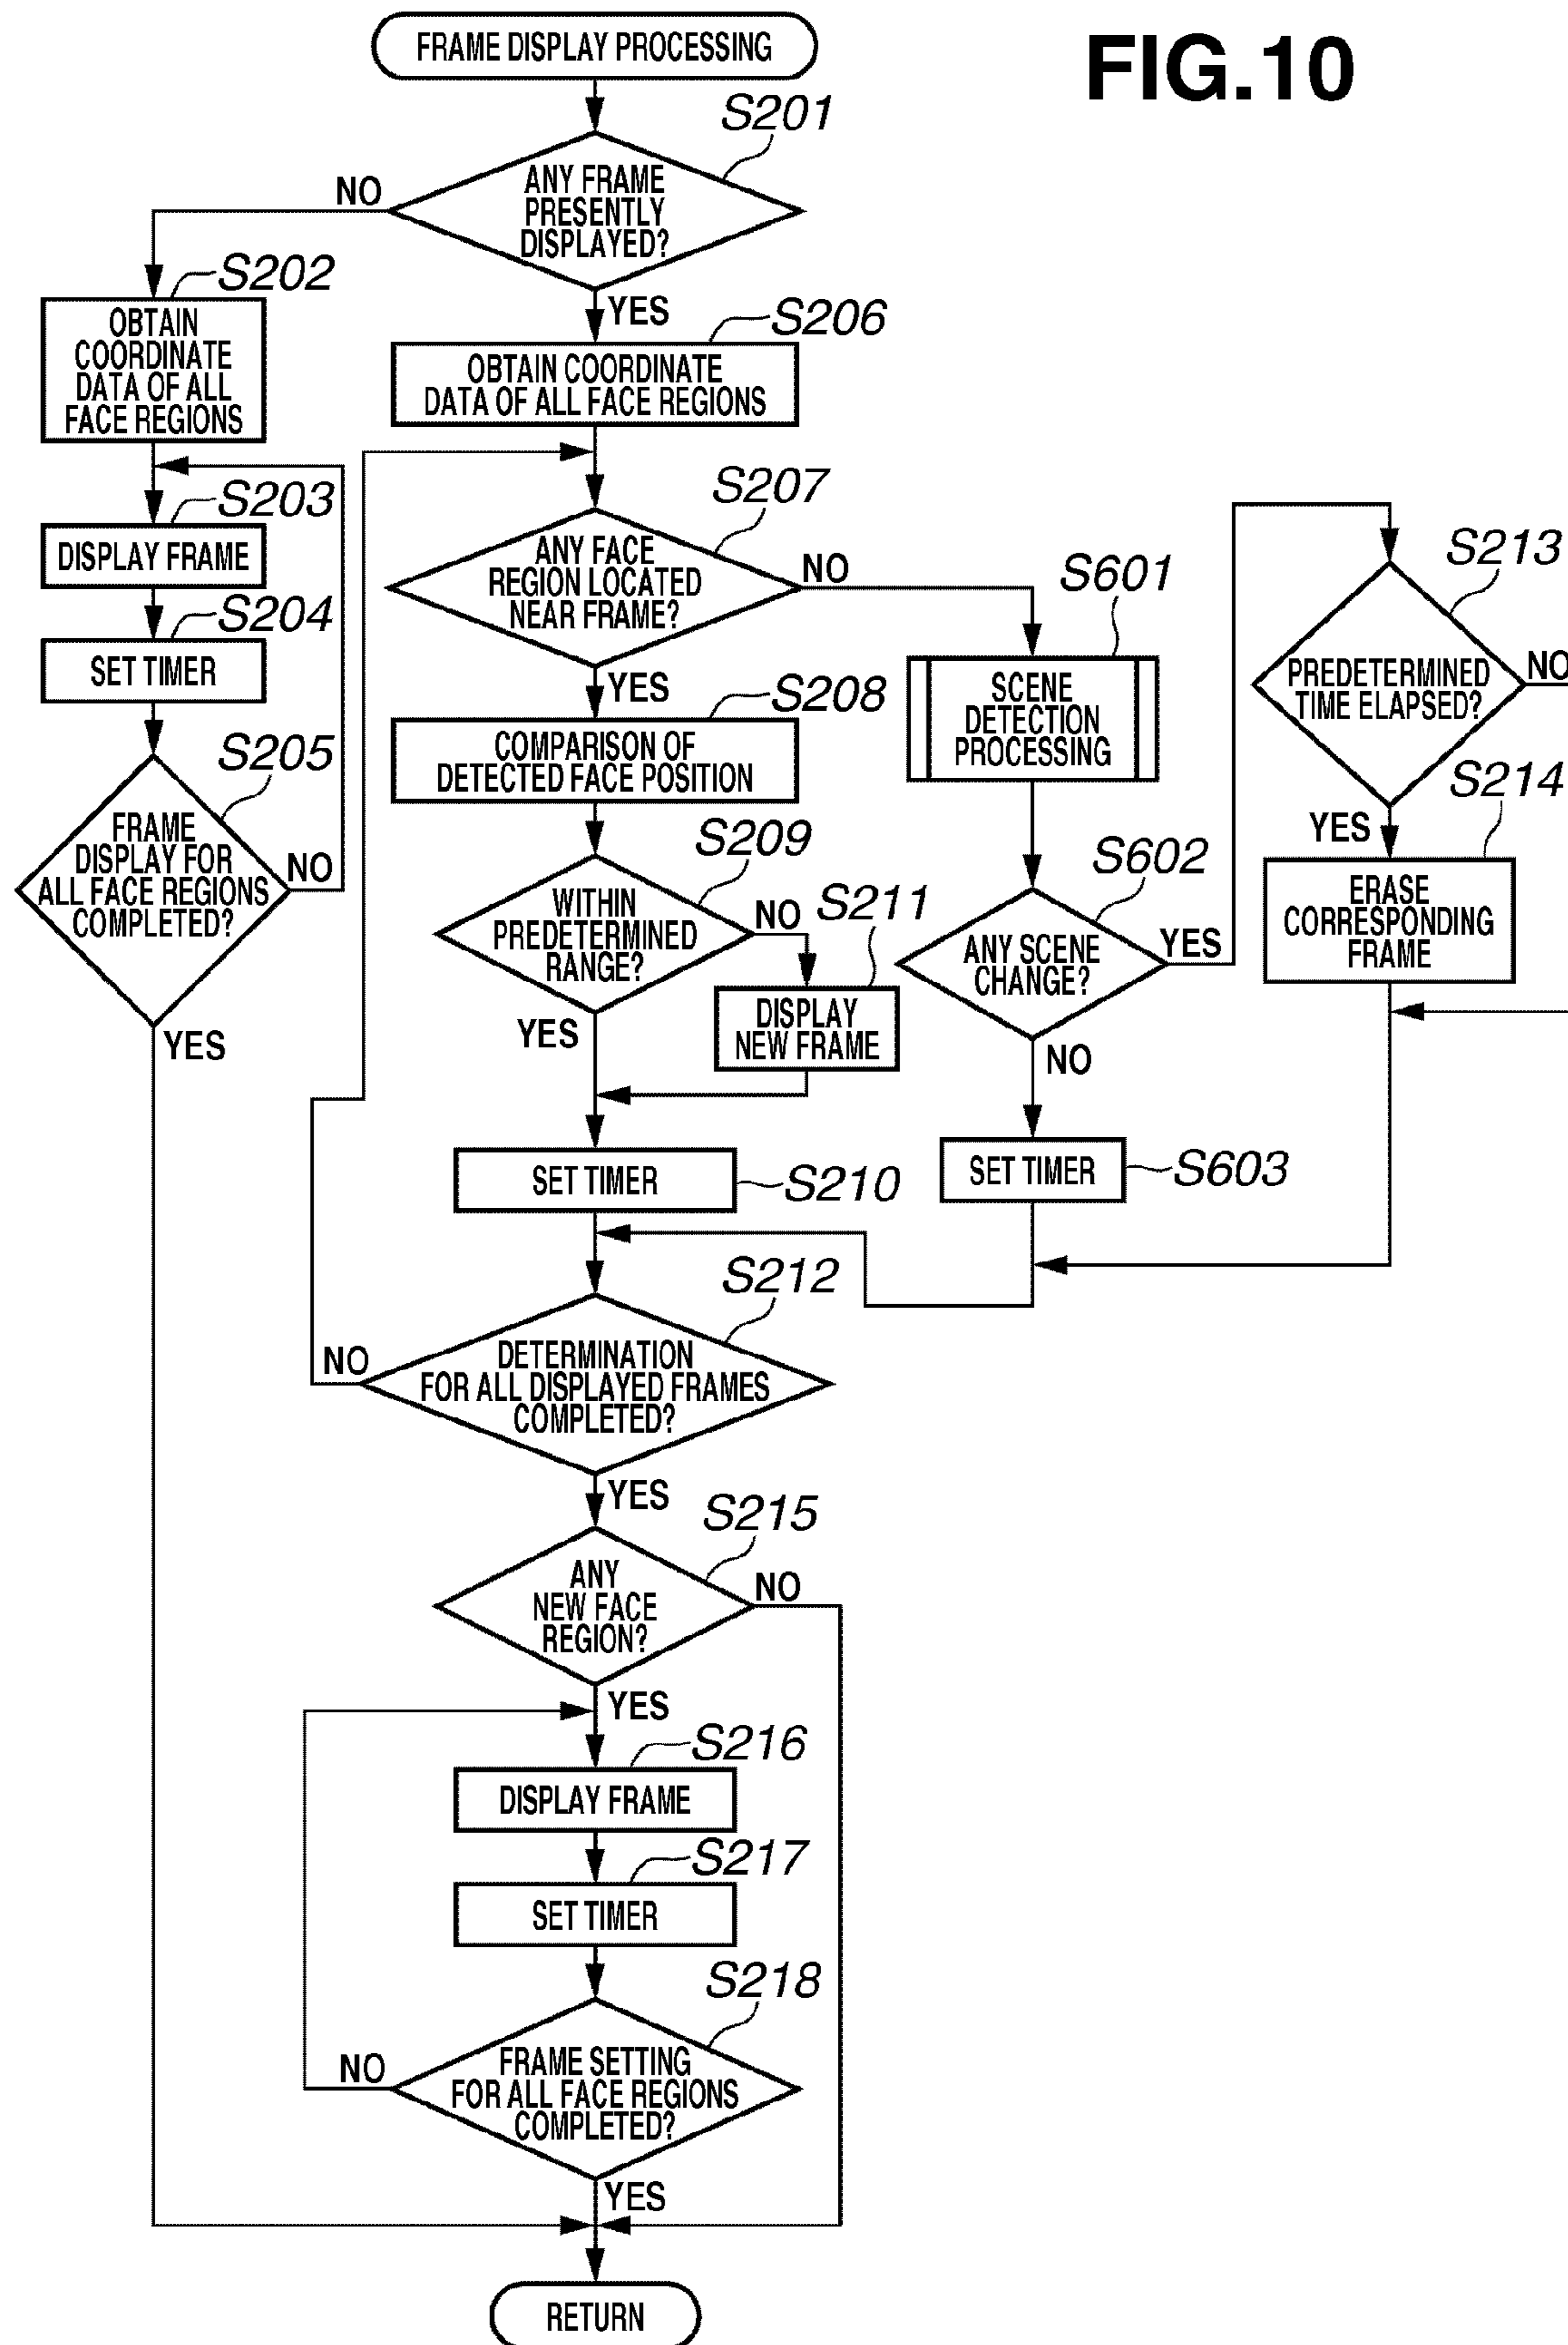 FIG.10
FRAME DISPLAY PROCESSING
S201
ANY FRAME
PRESENTLY
DISPLAYED?
NO
YES
S202
OBTAIN
COORDINATE
DATA OF ALL
FACE REGIONS
S203
DISPLAY FRAME
S204
SET TIMER
S205
FRAME
DISPLAY FOR
ALL FACE REGIONS
COMPLETED?
NO
YES
S206
OBTAIN COORDINATE
DATA OF ALL FACE REGIONS
S207
ANY FACE
REGION LOCATED
NEAR FRAME?
NO
YES
S208
COMPARISON OF
DETECTED FACE POSITION
S209
WITHIN
PREDETERMINED
RANGE?
NO
YES
S211
DISPLAY
NEW FRAME
SET TIMER
S210
S601
SCENE
DETECTION
PROCESSING
S602
ANY SCENE
CHANGE?
YES
NO
SET TIMER
S603
S213
PREDETERMINED
TIME ELAPSED?
NO
YES
S214
ERASE
CORRESPONDING
FRAME
S212
DETERMINATION
FOR ALL DISPLAYED FRAMES
COMPLETED?
NO
YES
S215
ANY
NEW FACE
REGION?
NO
YES
S216
DISPLAY FRAME
S217
SET TIMER
S218
FRAME SETTING
FOR ALL FACE REGIONS
COMPLETED?
NO
YES
RETURN